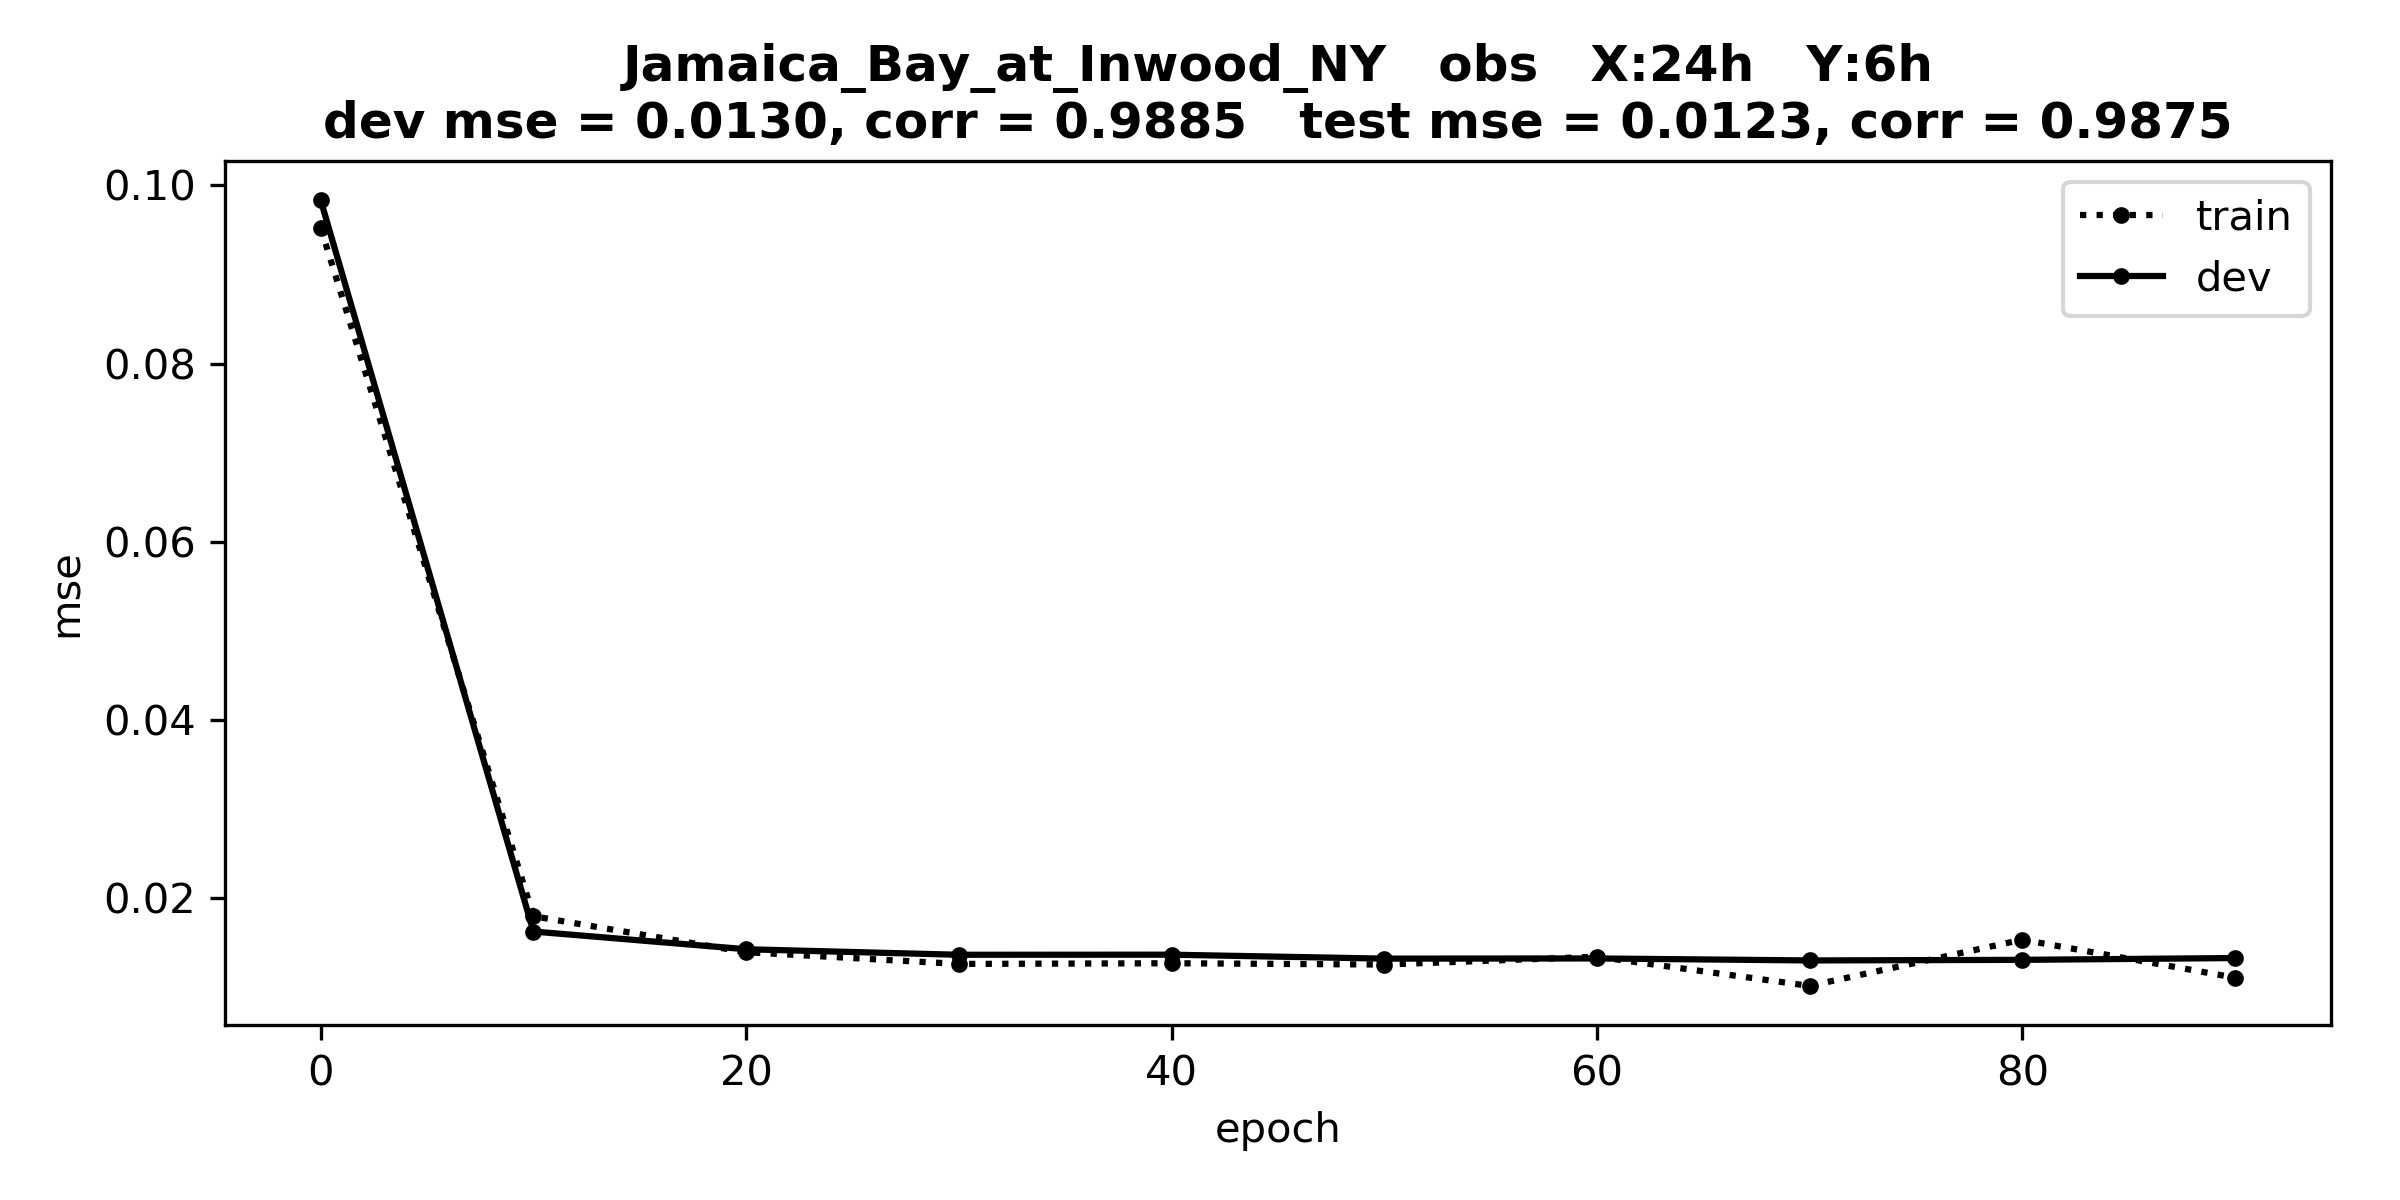 Jamaica_Bay_at_Inwood_NY obs X:24h Y:6h
dev mse = 0.0130, corr = 0.9885 test mse = 0.0123, corr = 0.9875
0.10
0.08
0.06
0.04
0.02
mse
train
dev
0 20 40 60 80
epoch